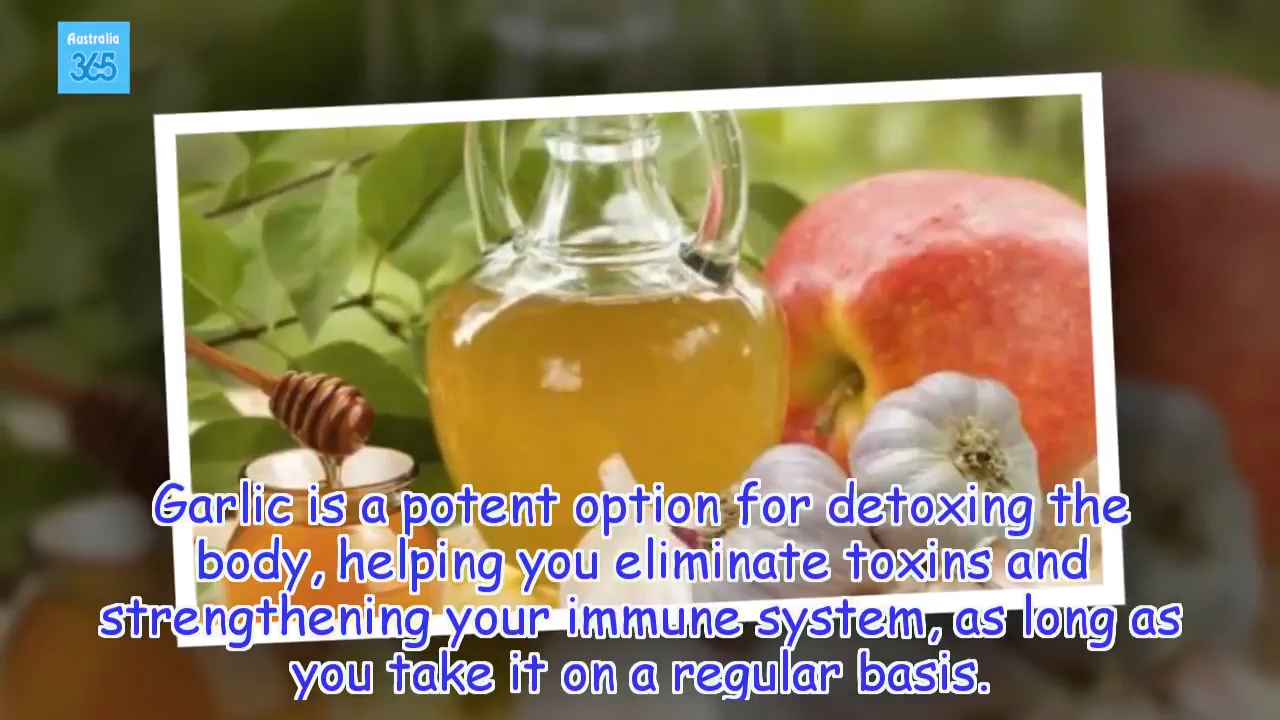 Australia
365
Garlic is a potent option for detoxing the
body, helping you eliminate toxins and
strengthening your immune system, as long as
you take it on a regular basis.